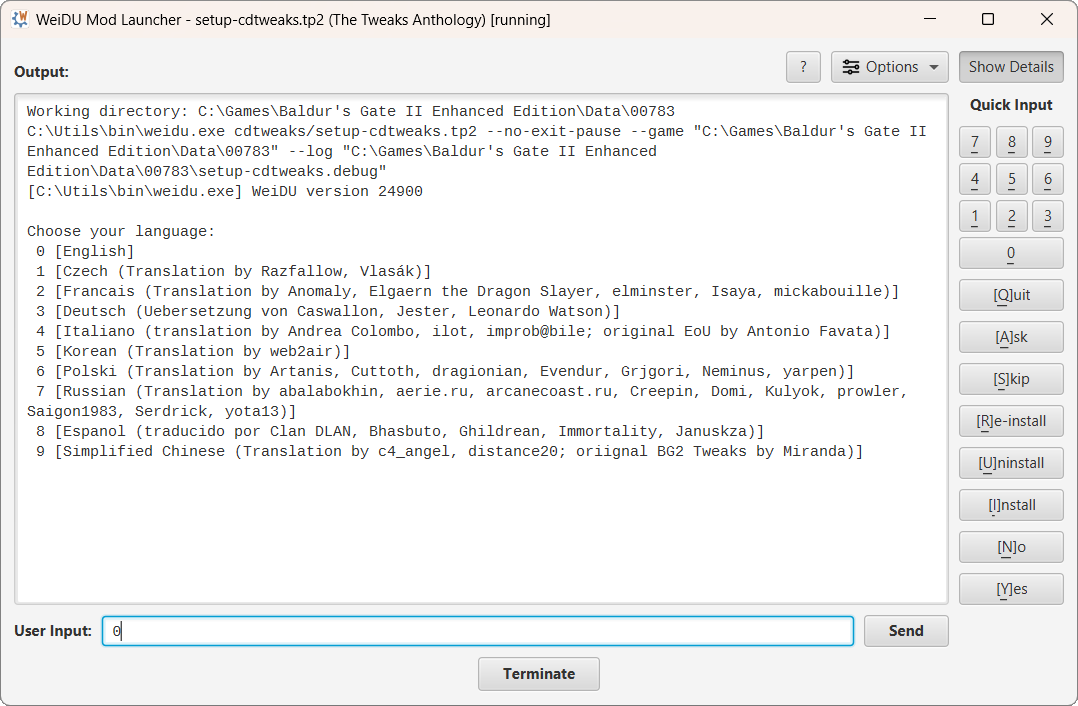 WeiDU Mod Launcher - setup-cdtweaks.tp2 (The Tweaks Anthology) [running]
Output:
?
Options
Show Details
Working directory: C:\Games\Baldur's Gate II Enhanced Edition\Data\00783
C:\Utils\bin\weidu.exe cdtweaks/setup-cdtweaks.tp2 --no-exit-pause --game "C:\Games\Baldur's Gate II
Enhanced Edition\Data\00783" --log "C:\Games\Baldur's Gate II Enhanced
Edition\Data\00783\setup-cdtweaks.debug"
[C:\Utils\bin\weidu.exe] WeiDU version 24900
Choose your language:
0 [English]
1 [Czech (Translation by Razfallow, Vlasák)]
2 [Francais (Translation by Anomaly, Elgaern the Dragon Slayer, elminster, Isaya, mickabouille)]
3 [Deutsch (Uebersetzung von Caswallon, Jester, Leonardo Watson)]
4 [Italiano (translation by Andrea Colombo, ilot, improb@bile; original EoU by Antonio Favata)]
5 [Korean (Translation by web2air)]
6 [Polski (Translation by Artanis, Cuttoth, dragionian, Evendur, Grjgori, Neminus, yarpen)]
7 [Russian (Translation by abalabokhin, aerie.ru, arcanecoast.ru, Creepin, Domi, Kulyok, prowler,
Saigon1983, Serdrick, yota13)]
8 [Espanol (traducido por Clan DLAN, Bhasbuto, Ghildrean, Immortality, Januskza)]
9 [Simplified Chinese (Translation by c4_angel, distance20; oriignal BG2 Tweaks by Miranda)]
Quick Input
7 8 9
4 5 6
1 2 3
0
[Q]uit
[A]sk
[S]kip
[R]e-install
[U]ninstall
[I]nstall
[N]o
[Y]es
User Input:
0
Send
Terminate